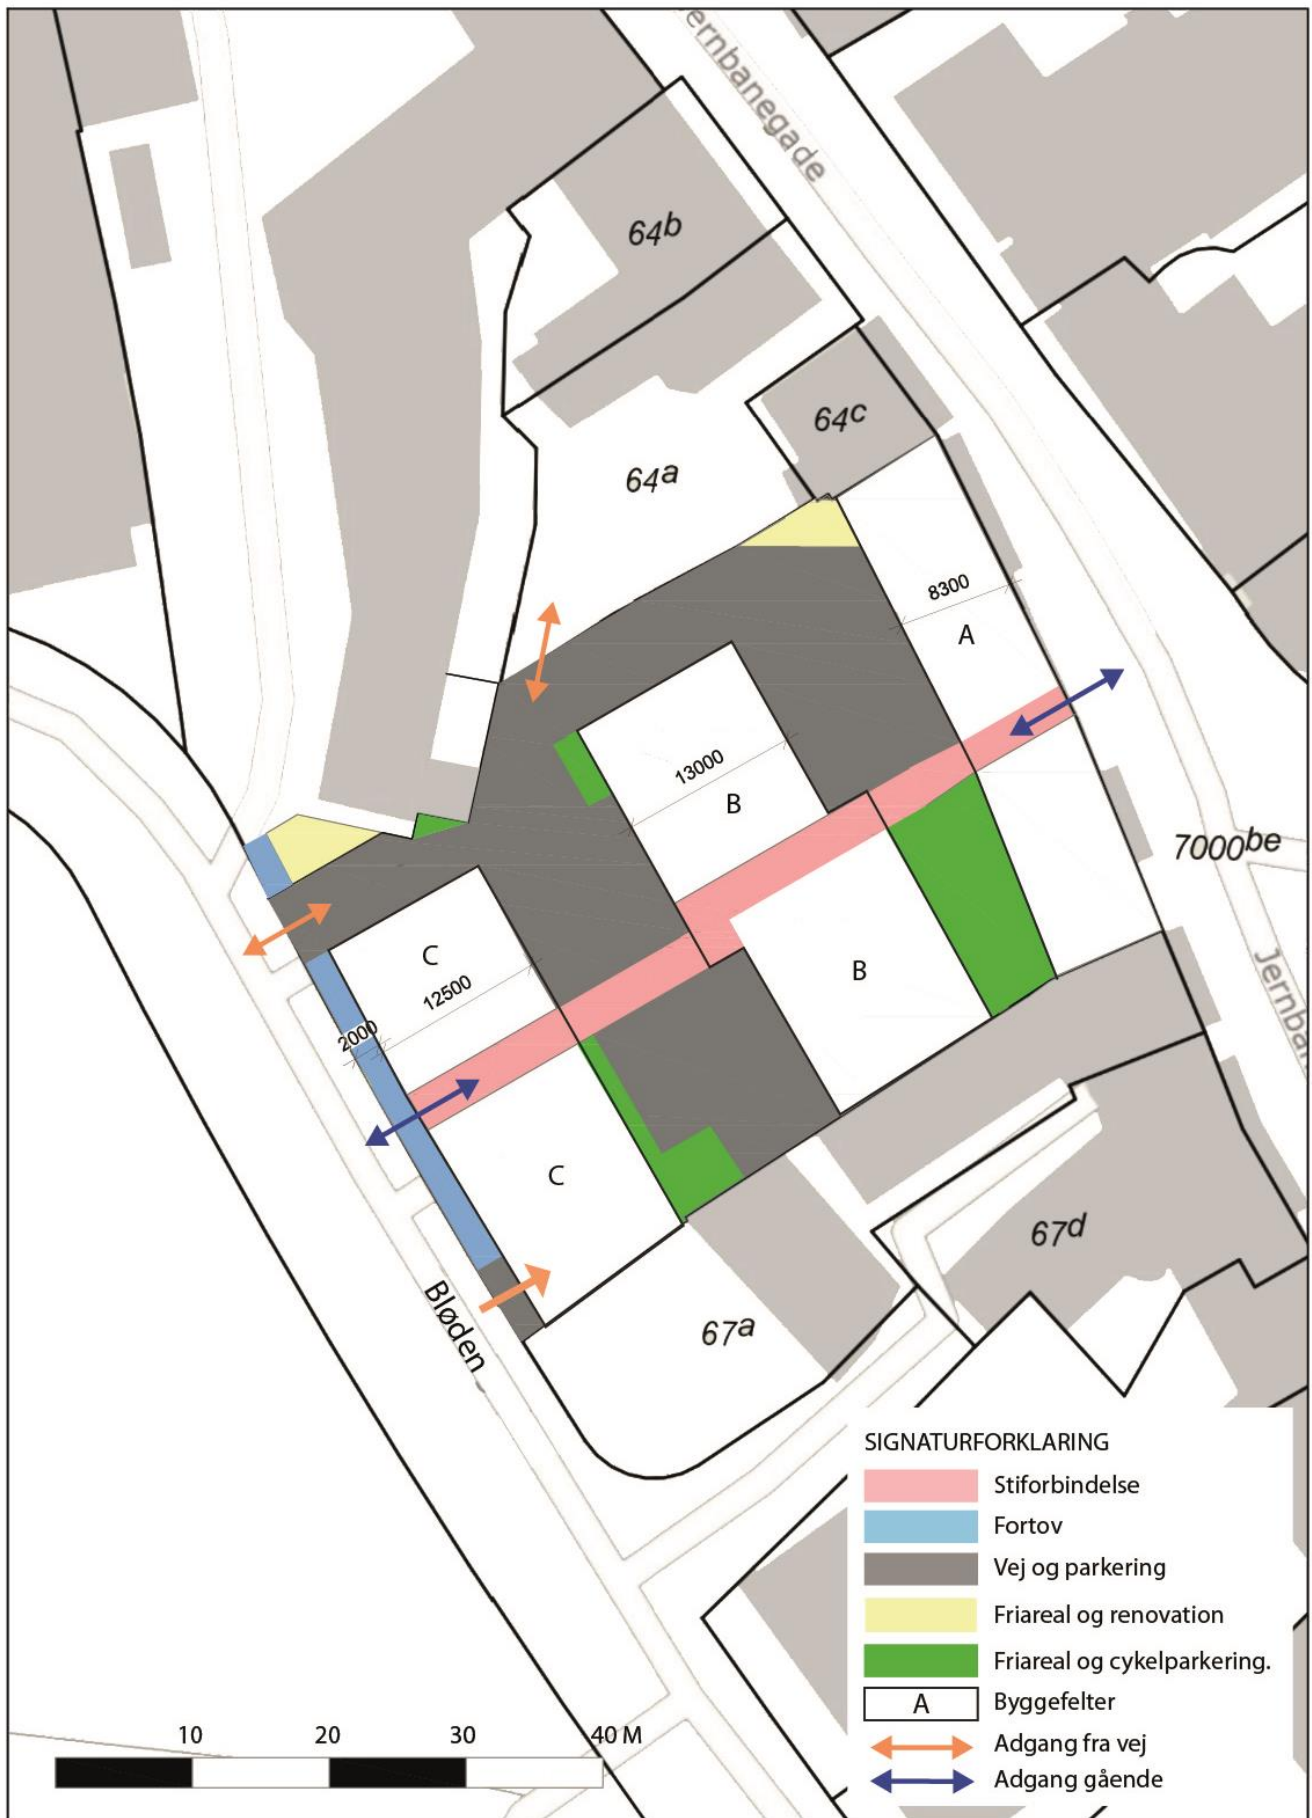 ernbanegade
64b
64c
64a
8300
A
13000
B
7000be
C
12500
B
2000
Jernba
C
67d
Bløden
67a
SIGNATURFORKLARING
Stiforbindelse
Fortov
Vej og parkering
Friareal og renovation
Friareal og cykelparkering.
A Byggefelter
Adgang fra vej
Adgang gående
10 20 30 40 M